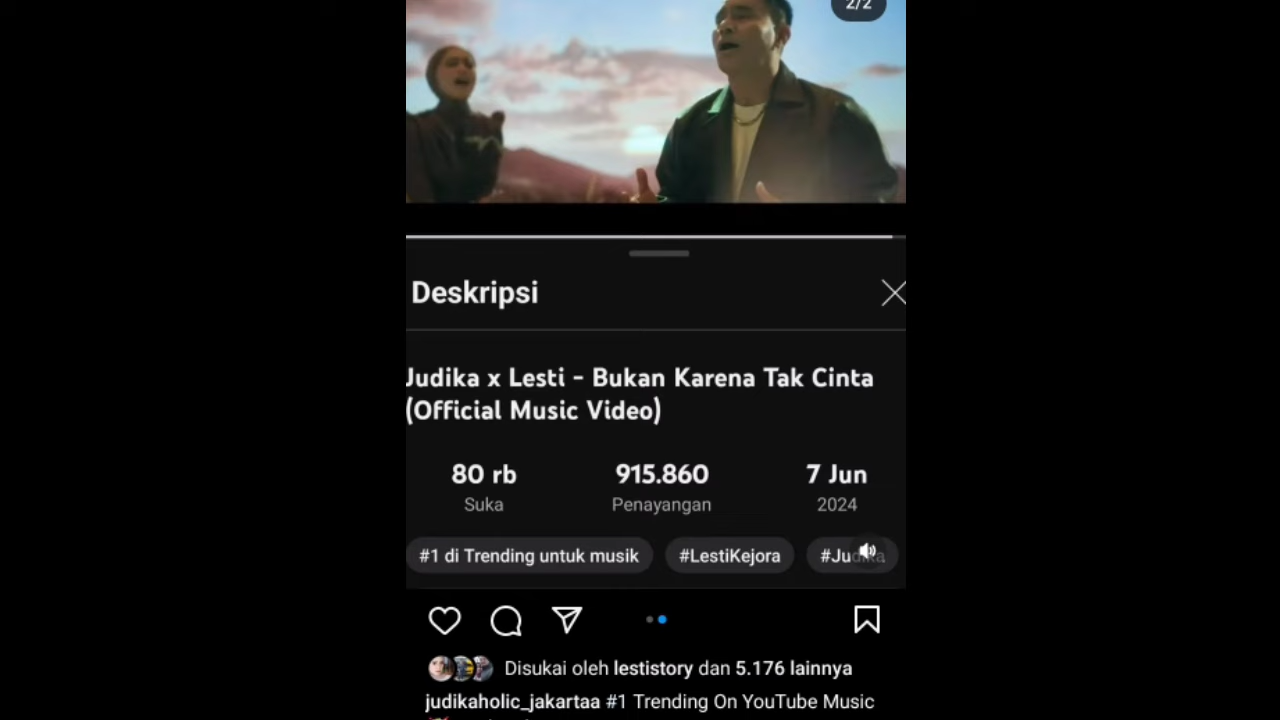 2/2
Deskripsi
Judika x Lesti - Bukan Karena Tak Cinta
(Official Music Video)
80 rb
915.860
7 Jun
Suka
Penayangan
2024
#1 di Trending untuk musik
#LestiKejora
#Judika
Disukai oleh lestistory dan 5.176 lainnya
judikaholic_jakartaa #1 Trending On YouTube Music